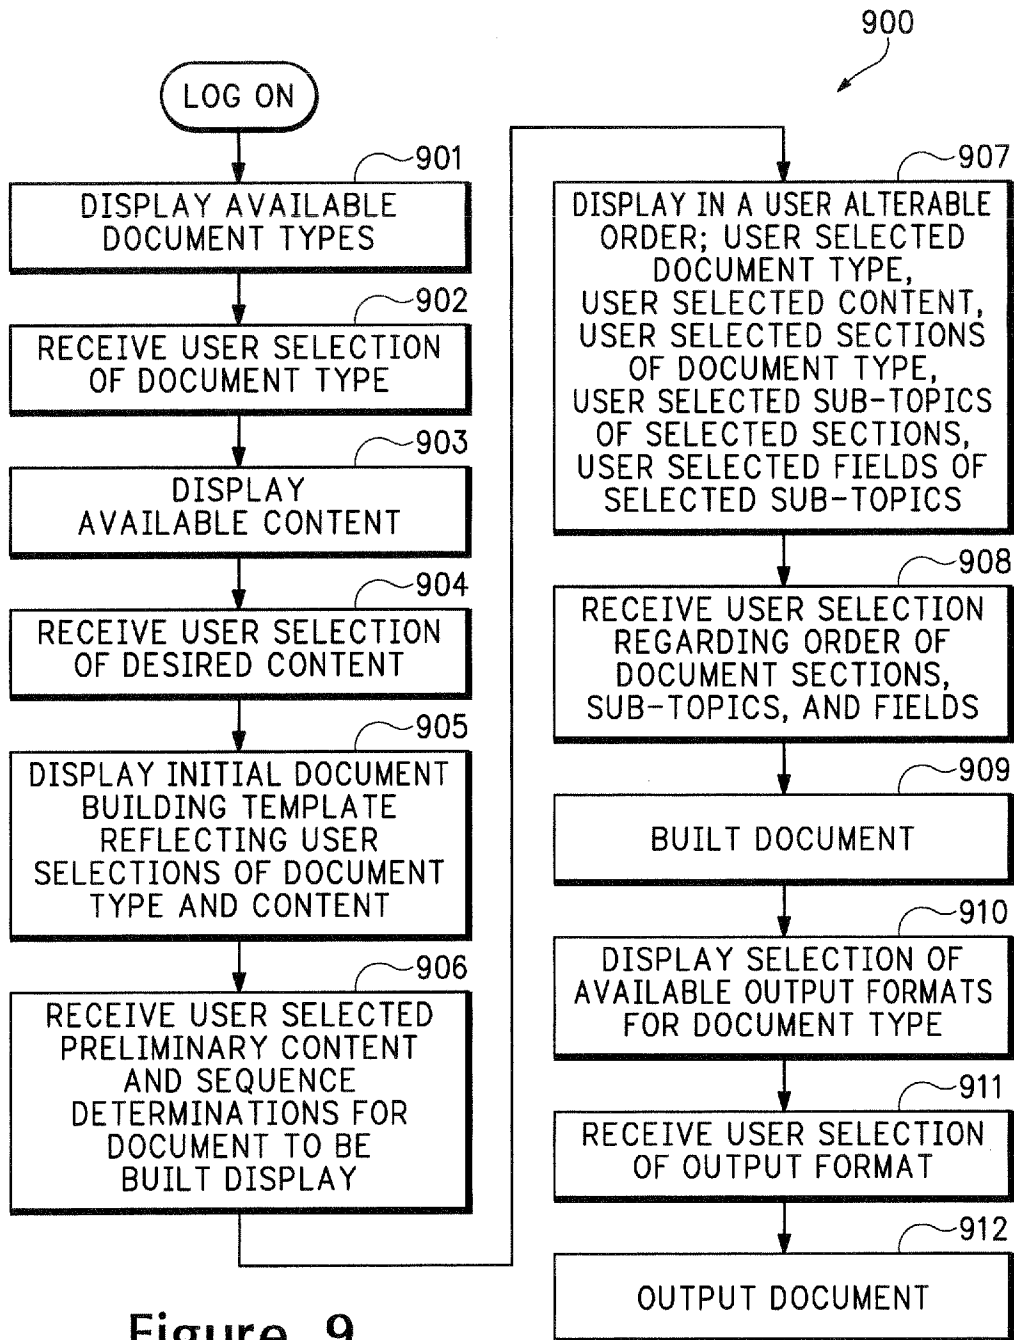 900
LOG ON
901
DISPLAY AVAILABLE
DOCUMENT TYPES
902
RECEIVE USER SELECTION
OF DOCUMENT TYPE
903
DISPLAY
AVAILABLE CONTENT
904
RECEIVE USER SELECTION
OF DESIRED CONTENT
905
DISPLAY INITIAL DOCUMENT
BUILDING TEMPLATE
REFLECTING USER
SELECTIONS OF DOCUMENT
TYPE AND CONTENT
906
RECEIVE USER SELECTED
PRELIMINARY CONTENT
AND SEQUENCE
DETERMINATIONS FOR
DOCUMENT TO BE
BUILT DISPLAY
907
DISPLAY IN A USER ALTERABLE
ORDER; USER SELECTED
DOCUMENT TYPE,
USER SELECTED CONTENT,
USER SELECTED SECTIONS
OF DOCUMENT TYPE,
USER SELECTED SUB-TOPICS
OF SELECTED SECTIONS,
USER SELECTED FIELDS OF
SELECTED SUB-TOPICS
908
RECEIVE USER SELECTION
REGARDING ORDER OF
DOCUMENT SECTIONS,
SUB-TOPICS, AND FIELDS
909
BUILT DOCUMENT
910
DISPLAY SELECTION OF
AVAILABLE OUTPUT FORMATS
FOR DOCUMENT TYPE
911
RECEIVE USER SELECTION
OF OUTPUT FORMAT
912
OUTPUT DOCUMENT
Figure 9